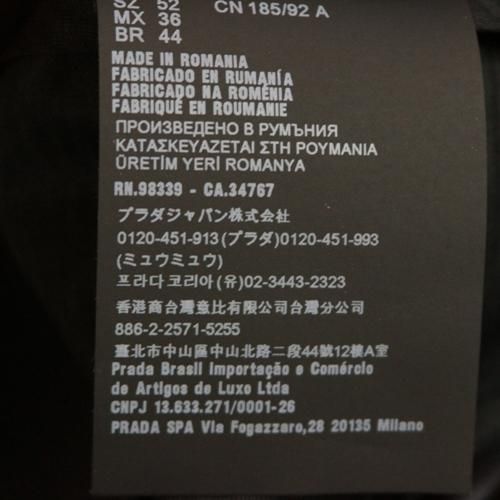 SZ 52 CN 185/92 A
MX 36
BR 44
MADE IN ROMANIA
FABRICADO EN RUMANÍA
FABRICADO NA ROMÉNIA
FABRIQUÉ EN ROUMANIE
ПРОИЗВЕДЕНО В РУМЪНИЯ
ΚΑΤΑΣΚΕΥΑΖΕΤΑΙ ΣΤΗ ΡΟΥΜΑΝΙΑ
ÜRETİM YERİ ROMANYA
RN.98339 - CA.34767
プラダジャパン株式会社
0120-451-913(プラダ)0120-451-993
(ミュウミュウ)
프라다코리아(유)02-3443-2323
香港商台灣意比有限公司台灣分公司
886-2-2571-5255
臺北市中山區中山北路二段44號12樓A室
Prada Brasil Importação e Comércio
de Artigos de Luxo Ltda
CNPJ 13.633.271/0001-26
PRADA SPA Via Fogazzaro,28 20135 Milano